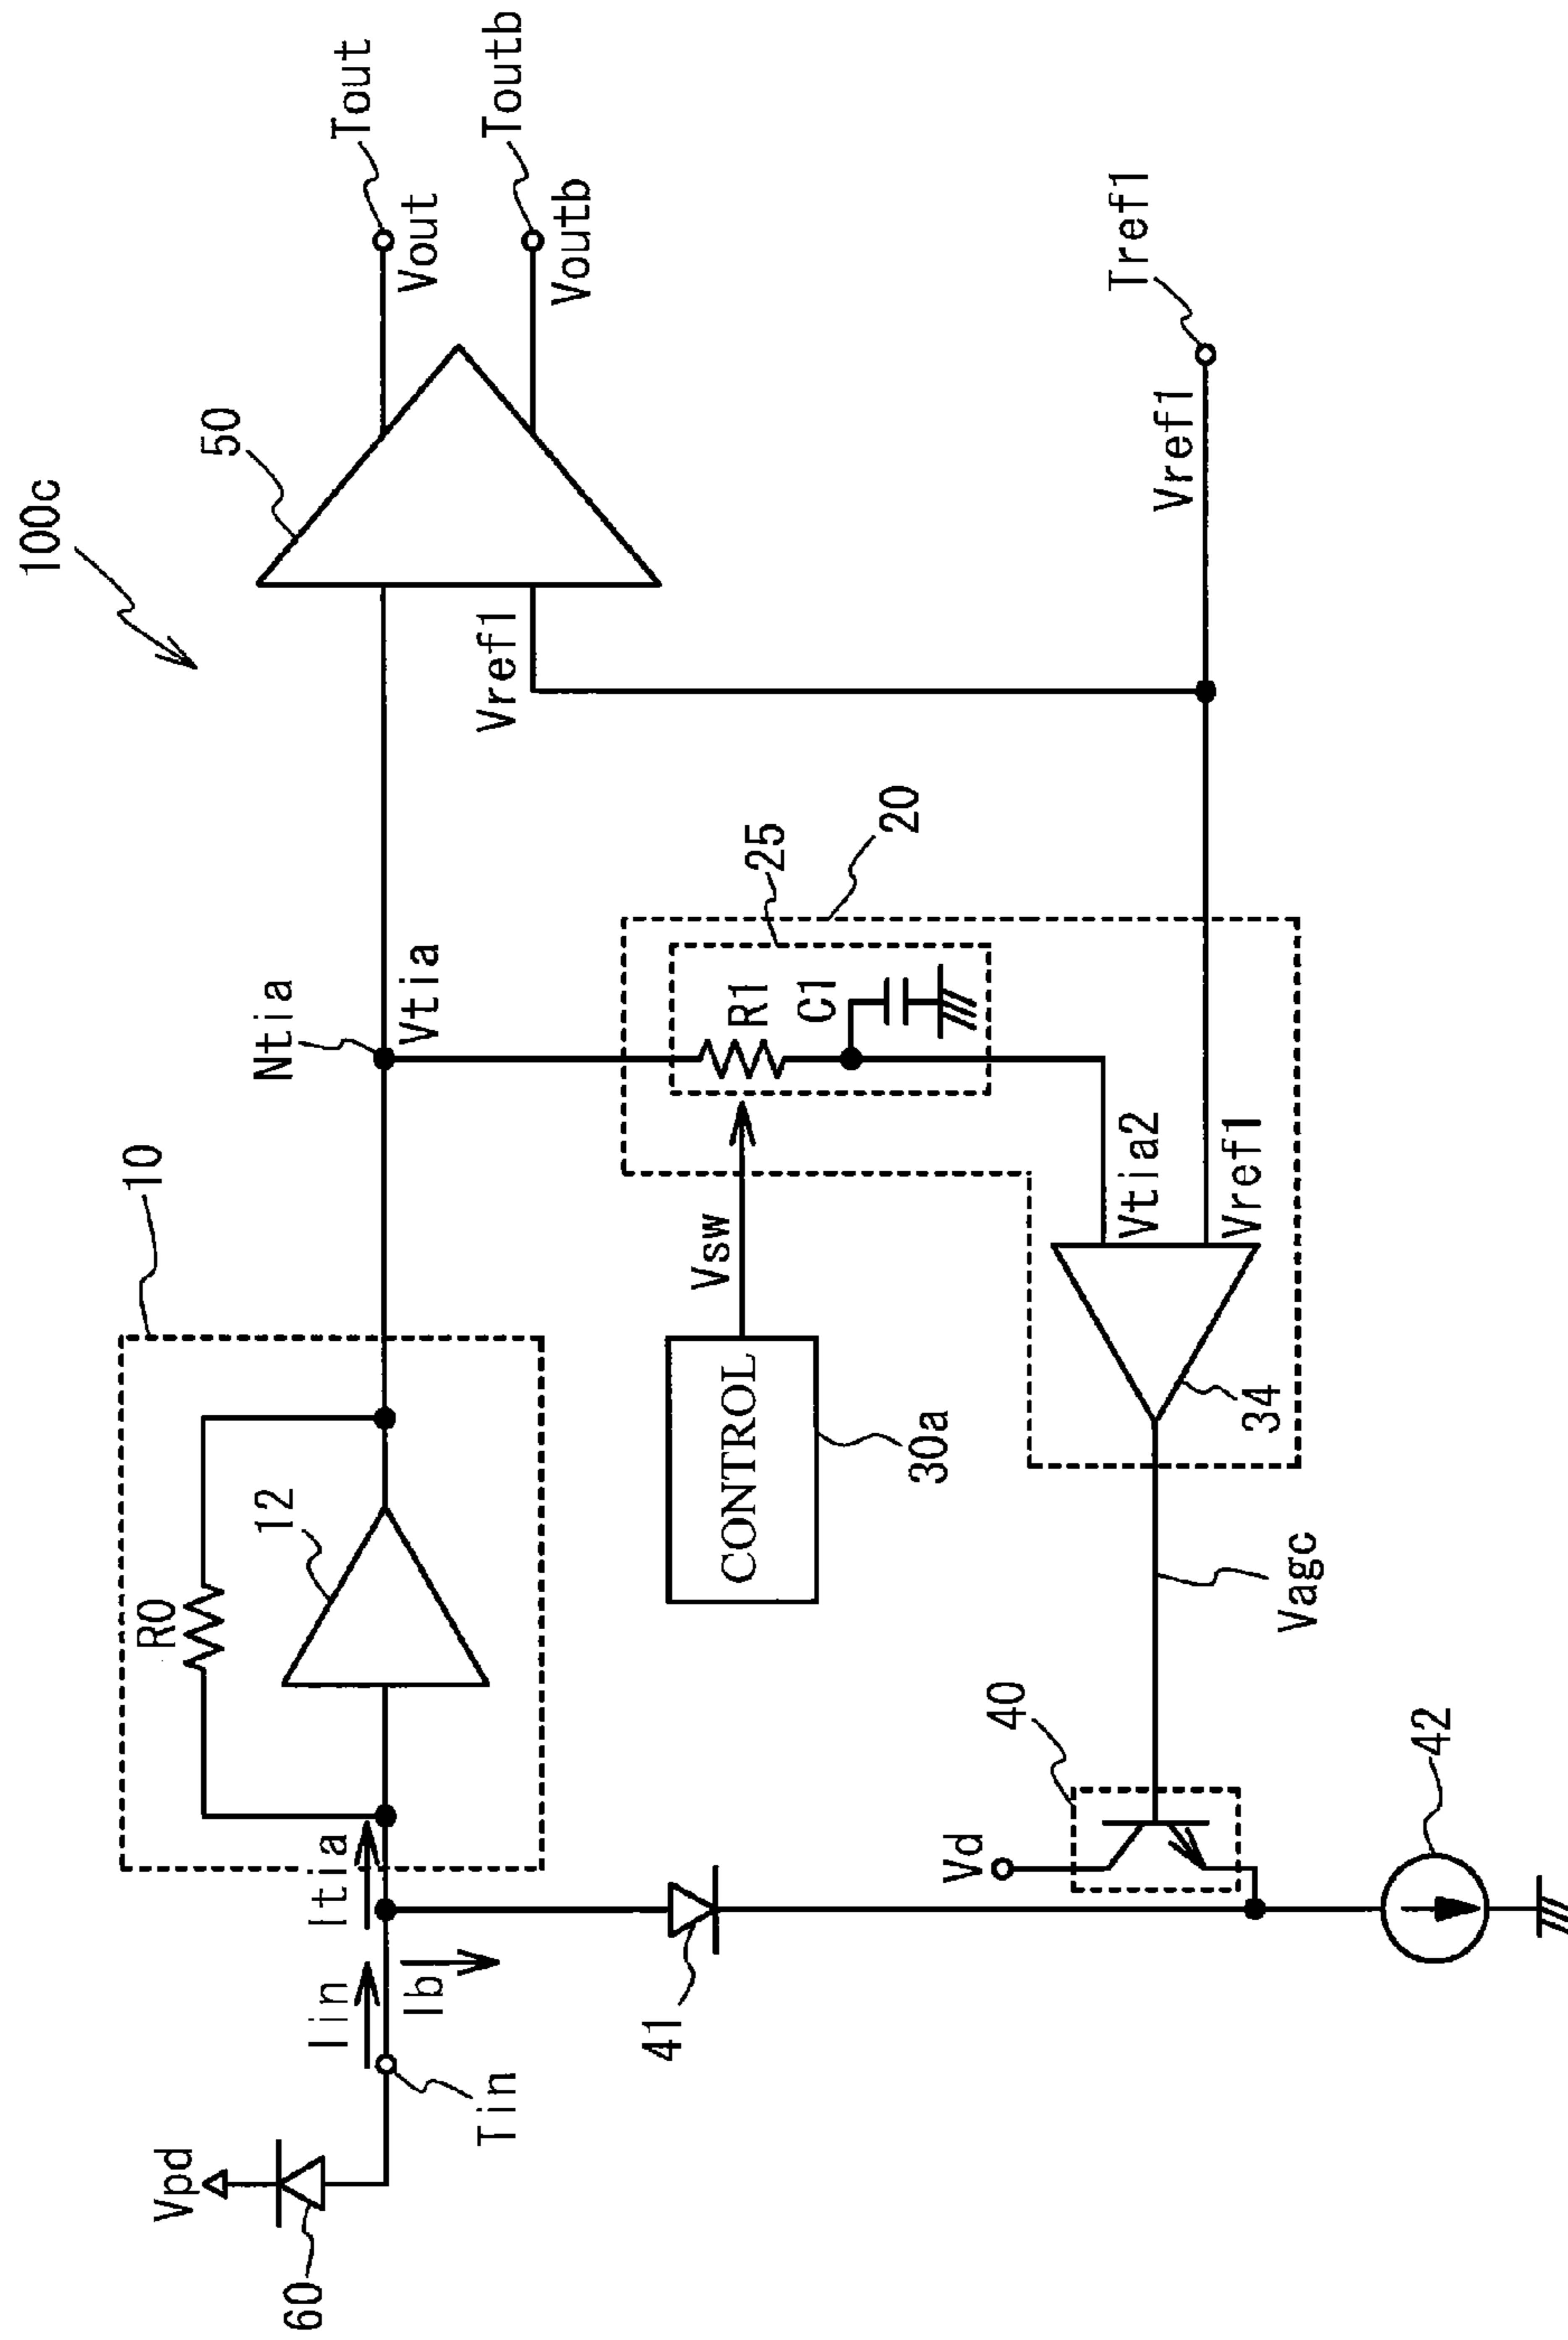 100c
10
R0
12
50
Tout
Vout
Toutb
Voutb
Vpd
60
Iin
Itia
Ib
Tin
Ntia
Vtia
Vref1
41
CONTROL
30a
Vsw
25
R1
C1
20
Vd
40
Vagc
34
Vtia2
Vref1
Vref1
Tref1
42